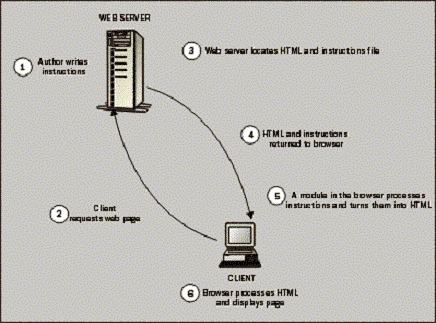 WEB SERVER
1 Author writes
instructions
3 Web server locates HTML and instructions file
4 HTML and instructions
returned to browser
2 Client
requests web page
5 A module in the browser processes
instructions and turns them into HTML
CLIENT
6 Browser processes HTML
and displays page